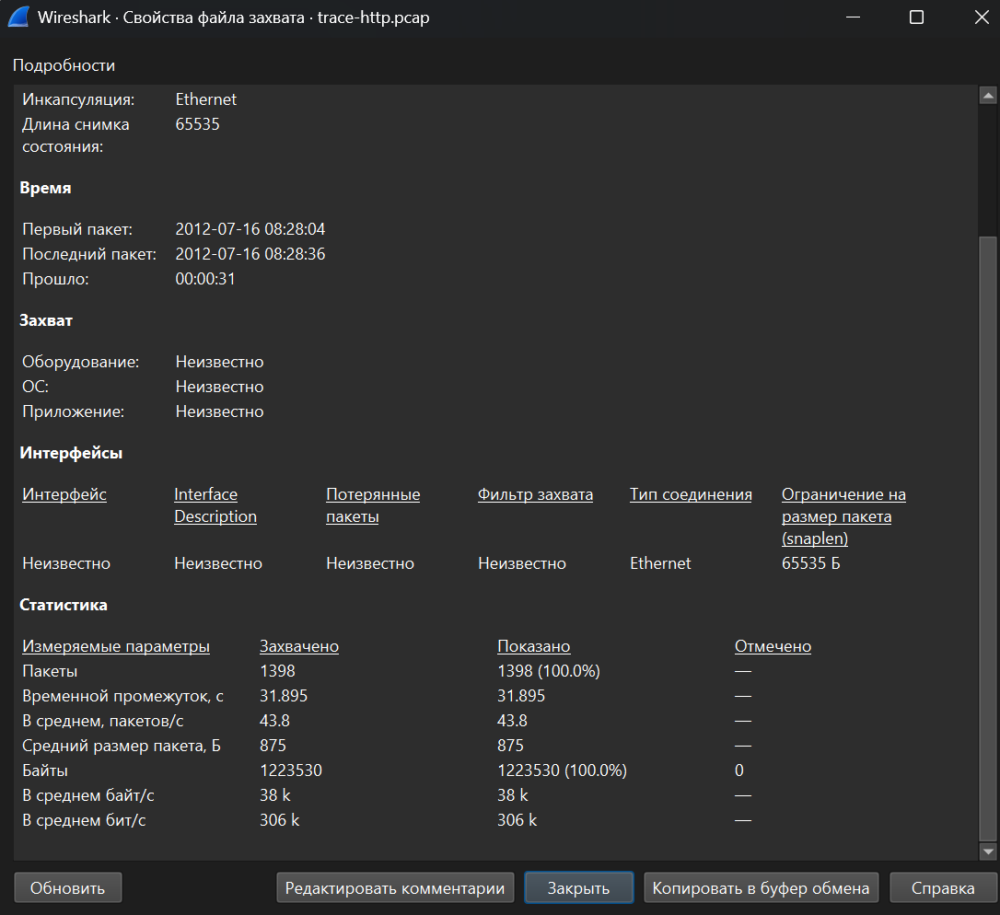 Wireshark · Свойства файла захвата · trace-http.pcap
Подробности
Инкапсуляция: Ethernet
Длина снимка состояния: 65535
Время
Первый пакет: 2012-07-16 08:28:04
Последний пакет: 2012-07-16 08:28:36
Прошло: 00:00:31
Захват
Оборудование: Неизвестно
ОС: Неизвестно
Приложение: Неизвестно
Интерфейсы
Интерфейс Interface Description Потерянные пакеты Фильтр захвата Тип соединения Ограничение на размер пакета (snaplen)
Неизвестно Неизвестно Неизвестно Неизвестно Ethernet 65535 Б
Статистика
Измеряемые параметры Захвачено Показано Отмечено
Пакеты 1398 1398 (100.0%) —
Временной промежуток, с 31.895 31.895 —
В среднем, пакетов/с 43.8 43.8 —
Средний размер пакета, Б 875 875 —
Байты 1223530 1223530 (100.0%) 0
В среднем байт/с 38 k 38 k —
В среднем бит/с 306 k 306 k —
Обновить Редактировать комментарии Закрыть Копировать в буфер обмена Справка